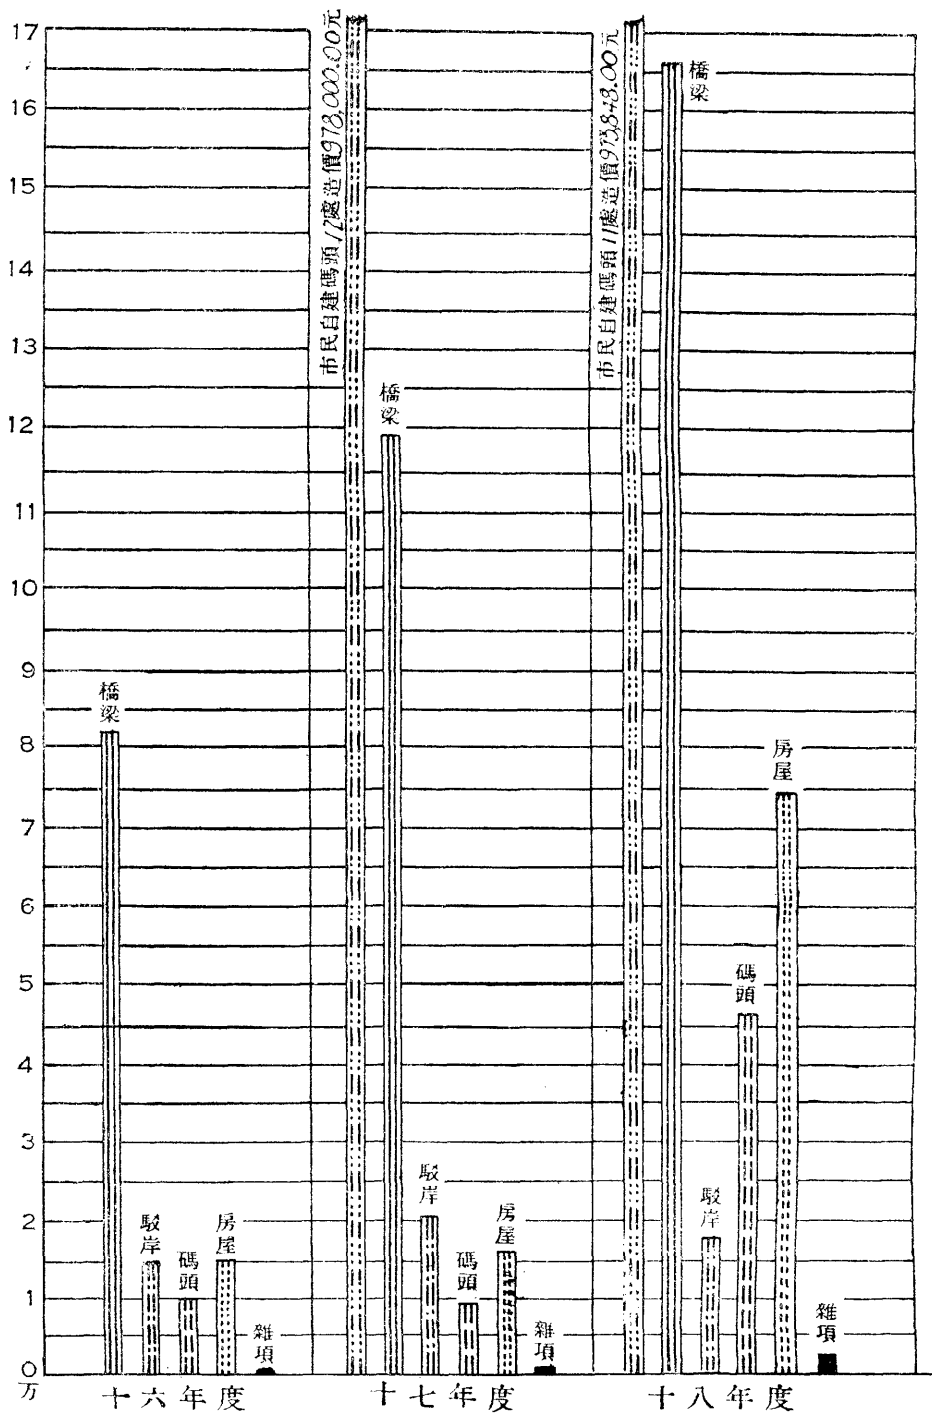 17
16
15
14
13
12
11
10
9
8
7
6
5
4
3
2
1
0
万
橋梁
駁岸
碼頭
房屋
雜項
十六年度
市民自建碼頭12處造價978,000.00元
橋梁
駁岸
碼頭
房屋
雜項
十七年度
市民自建碼頭11處造價973,848.00元
橋梁
駁岸
碼頭
房屋
雜項
十八年度